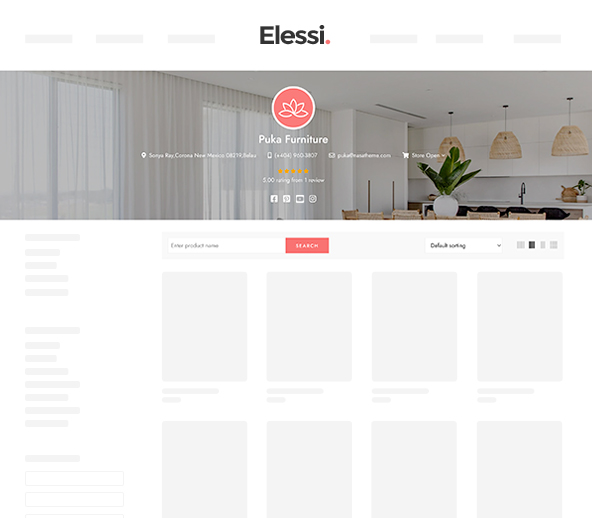 Elessi.
Puka Furniture
Sonya Ray,Corona New Mexico 08219,Belau (+404) 960-3807 puka@nasatheme.com Store Open
5.00 rating from 1 review
Enter product name SEARCH Default sorting